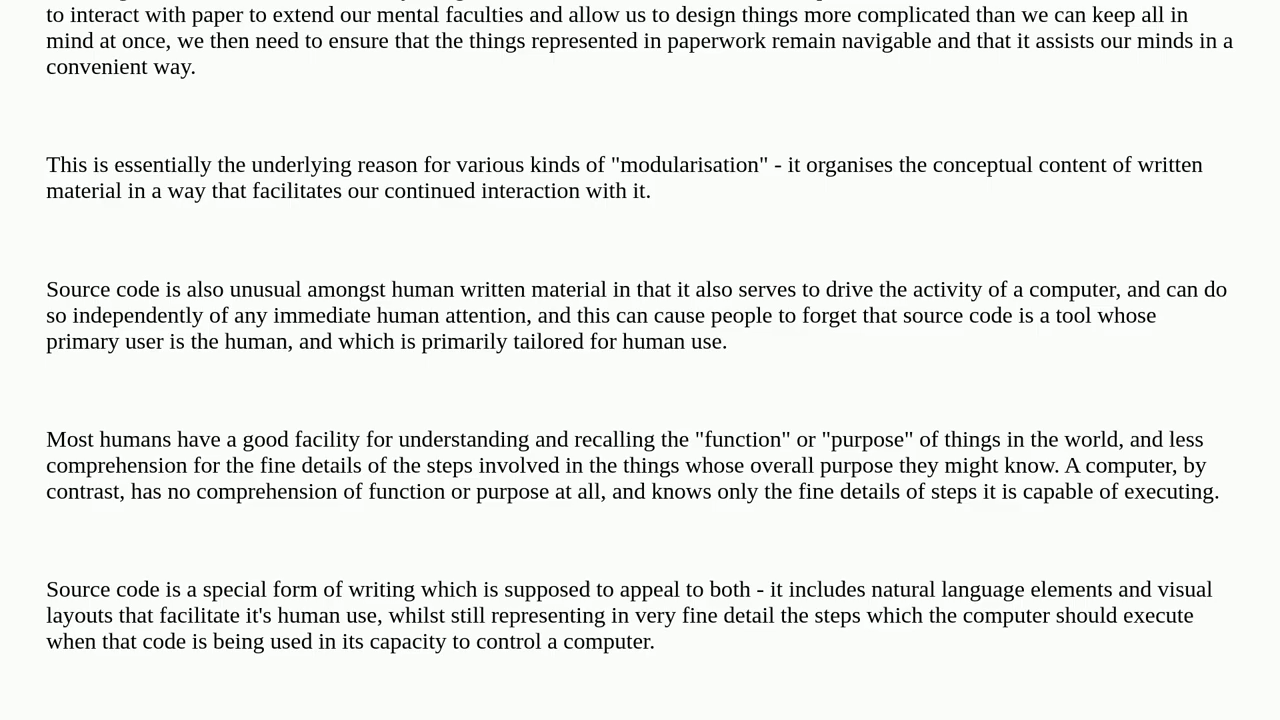 to interact with paper to extend our mental faculties and allow us to design things more complicated than we can keep all in
mind at once, we then need to ensure that the things represented in paperwork remain navigable and that it assists our minds in a
convenient way.
This is essentially the underlying reason for various kinds of "modularisation" - it organises the conceptual content of written
material in a way that facilitates our continued interaction with it.
Source code is also unusual amongst human written material in that it also serves to drive the activity of a computer, and can do
so independently of any immediate human attention, and this can cause people to forget that source code is a tool whose
primary user is the human, and which is primarily tailored for human use.
Most humans have a good facility for understanding and recalling the "function" or "purpose" of things in the world, and less
comprehension for the fine details of the steps involved in the things whose overall purpose they might know. A computer, by
contrast, has no comprehension of function or purpose at all, and knows only the fine details of steps it is capable of executing.
Source code is a special form of writing which is supposed to appeal to both - it includes natural language elements and visual
layouts that facilitate it's human use, whilst still representing in very fine detail the steps which the computer should execute
when that code is being used in its capacity to control a computer.